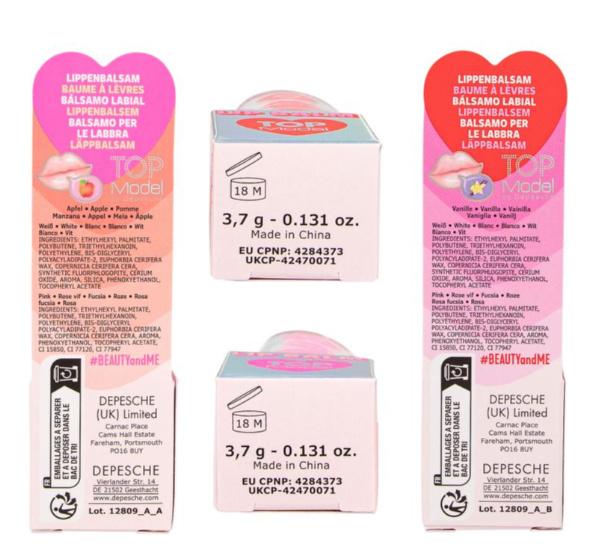 LIPPENBALSAM
BAUME À LÈVRES
BÁLSAMO LABIAL
LIPPENBALSEM
BALSAMO PER
LE LABBRA
LÄPPBALSAM
TOP
Model
Apfel • Apple • Pomme
Manzana • Appel • Mela • Äpple
Weiß • White • Blanc • Blanco • Wit
Bianco • Vit
INGREDIENTS: ETHYLHEXYL PALMITATE,
POLYBUTENE, TRIETHYLHEXANOIN,
POLYETHYLENE, BIS-DIGLYCERYL
POLYACYLADIPATE-2, EUPHORBIA CERIFERA
WAX, COPERNICIA CERIFERA CERA,
SYNTHETIC FLUORPHLOGOPITE, CERIUM
OXIDE, AROMA, SILICA, PHENOXYETHANOL,
TOCOPHERYL ACETATE
Pink • Rose vif • Fucsia • Roze • Rosa
fucsia • Rosa
INGREDIENTS: ETHYLHEXYL PALMITATE,
POLYBUTENE, TRIETHYLHEXANOIN,
POLYETHYLENE, BIS-DIGLYCERYL
POLYACYLADIPATE-2, EUPHORBIA CERIFERA
WAX, COPERNICIA CERIFERA CERA, AROMA,
PHENOXYETHANOL, TOCOPHERYL ACETATE,
CI 15850, CI 77120, CI 77947
#BEAUTYandME
FR
EMBALLAGES A SEPARER
ET A DEPOSER DANS LE
BAC DE TRI
DEPESCHE
(UK) Limited
Carnac Place
Cams Hall Estate
Fareham, Portsmouth
PO16 8UY
DEPESCHE
Vierlander Str. 14
DE 21502 Geesthacht
www.depesche.com
Lot. 12809_A_A
TOP
Model
18 M
3,7 g - 0.131 oz.
Made in China
EU CPNP: 4284373
UKCP-42470071
TOP
Model
18 M
3,7 g - 0.131 oz.
Made in China
EU CPNP: 4284373
UKCP-42470071
LIPPENBALSAM
BAUME À LÈVRES
BÁLSAMO LABIAL
LIPPENBALSEM
BALSAMO PER
LE LABBRA
LÄPPBALSAM
TOP
Model
Vanille • Vanilla • Vainilla
Vaniglia • Vanilj
Weiß • White • Blanc • Blanco • Wit
Bianco • Vit
INGREDIENTS: ETHYLHEXYL PALMITATE,
POLYBUTENE, TRIETHYLHEXANOIN,
POLYETHYLENE, BIS-DIGLYCERYL
POLYACYLADIPATE-2, EUPHORBIA CERIFERA
WAX, COPERNICIA CERIFERA CERA,
SYNTHETIC FLUORPHLOGOPITE, CERIUM
OXIDE, AROMA, SILICA, PHENOXYETHANOL,
TOCOPHERYL ACETATE
Pink • Rose vif • Fucsia • Roze • Rosa
fucsia • Rosa
INGREDIENTS: ETHYLHEXYL PALMITATE,
POLYBUTENE, TRIETHYLHEXANOIN,
POLYETHYLENE, BIS-DIGLYCERYL
POLYACYLADIPATE-2, EUPHORBIA CERIFERA
WAX, COPERNICIA CERIFERA CERA, AROMA,
PHENOXYETHANOL, TOCOPHERYL ACETATE,
CI 15850, CI 77120, CI 77947
#BEAUTYandME
FR
EMBALLAGES A SEPARER
ET A DEPOSER DANS LE
BAC DE TRI
DEPESCHE
(UK) Limited
Carnac Place
Cams Hall Estate
Fareham, Portsmouth
PO16 8UY
DEPESCHE
Vierlander Str. 14
DE 21502 Geesthacht
www.depesche.com
Lot. 12809_A_B